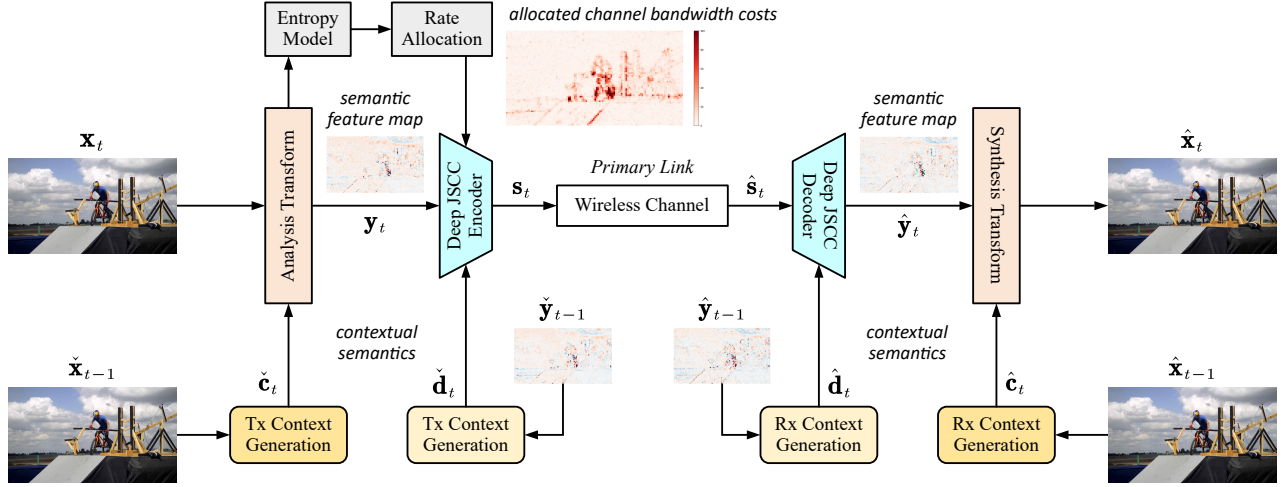 Entropy
Model
Rate
Allocation
allocated channel bandwidth costs
semantic
feature map
semantic
feature map
𝐱_t
Analysis Transform
𝐲_t
Deep JSCC
Encoder
𝐬_t
Primary Link
Wireless Channel
ŝ_t
Deep JSCC
Decoder
ŷ_t
Synthesis Transform
x̂_t
contextual
semantics
y̌_{t−1}
ŷ_{t−1}
contextual
semantics
x̌_{t−1}
č_t
ď_t
d̂_t
ĉ_t
x̂_{t−1}
Tx Context
Generation
Tx Context
Generation
Rx Context
Generation
Rx Context
Generation